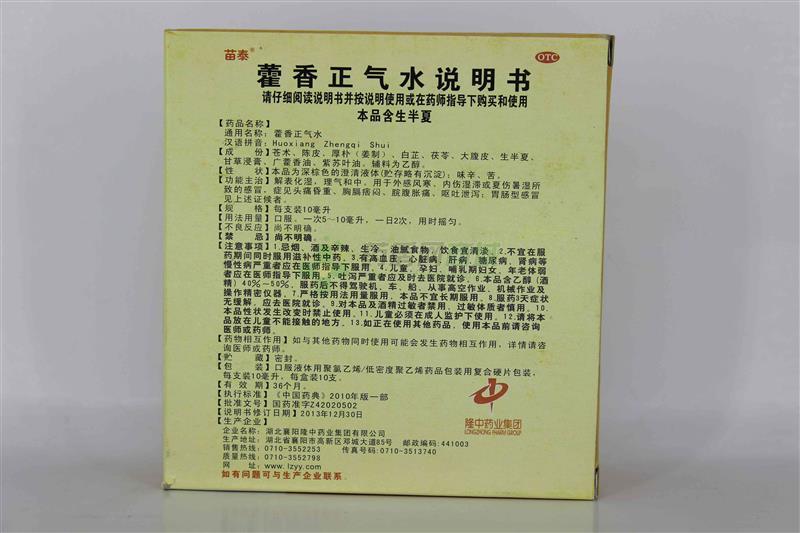 苗泰®
OTC
藿香正气水说明书
请仔细阅读说明书并按说明使用或在药师指导下购买和使用
本品含生半夏
【药品名称】
通用名称：藿香正气水
汉语拼音：Huoxiang Zhengqi Shui
【成 份】苍术、陈皮、厚朴（姜制）、白芷、茯苓、大腹皮、生半夏、
甘草浸膏、广藿香油、紫苏叶油。辅料为乙醇。
【性 状】本品为深棕色的澄清液体（贮存略有沉淀）；味辛、苦。
【功能主治】解表化湿，理气和中。用于外感风寒、内伤湿滞或夏伤暑湿所
致的感冒，症见头痛昏重、胸膈痞闷、脘腹胀痛、呕吐泄泻；胃肠型感冒
见上述证候者。
【规 格】每支装10毫升
【用法用量】口服。一次5～10毫升，一日2次，用时摇匀。
【不良反应】尚不明确。
【禁 忌】尚不明确。
【注意事项】1.忌烟、酒及辛辣、生冷、油腻食物，饮食宜清淡。2.不宜在服
药期间同时服用滋补性中药。3.有高血压、心脏病、肝病、糖尿病、肾病等
慢性病严重者应在医师指导下服用。4.儿童、孕妇、哺乳期妇女、年老体弱
者应在医师指导下服用。5.吐泻严重者应及时去医院就诊。6.本品含乙醇（酒
精）40%－50%，服药后不得驾驶机、车、船、从事高空作业、机械作业及
操作精密仪器。7.严格按用法用量服用，本品不宜长期服用。8.服药3天症状
无缓解，应去医院就诊。9.对本品及酒精过敏者禁用，过敏体质者慎用。10.
本品性状发生改变时禁止使用。11.儿童必须在成人监护下使用。12.请将本
品放在儿童不能接触的地方。13.如正在使用其他药品，使用本品前请咨询
医师或药师。
【药物相互作用】如与其他药物同时使用可能会发生药物相互作用，详情请咨
询医师或药师。
【贮 藏】密封。
【包 装】口服液体用聚氯乙烯/低密度聚乙烯药品包装用复合硬片包装，
每支装10毫升，每盒装10支。
【有 效 期】36个月。
【执行标准】《中国药典》2010年版一部
【批准文号】国药准字Z42020502
【说明书修订日期】2013年12月30日
【生产企业】
企业名称：湖北襄阳隆中药业集团有限公司
生产地址：湖北省襄阳市高新区邓城大道85号 邮政编码：441003
销售热线：0710-3552253 传真号码：0710-3513740
质量热线：0710-3552798
网 址：www.lzyy.com
如有问题可与生产企业联系。
隆中药业集团
LONGZHONG PHARM GROUP